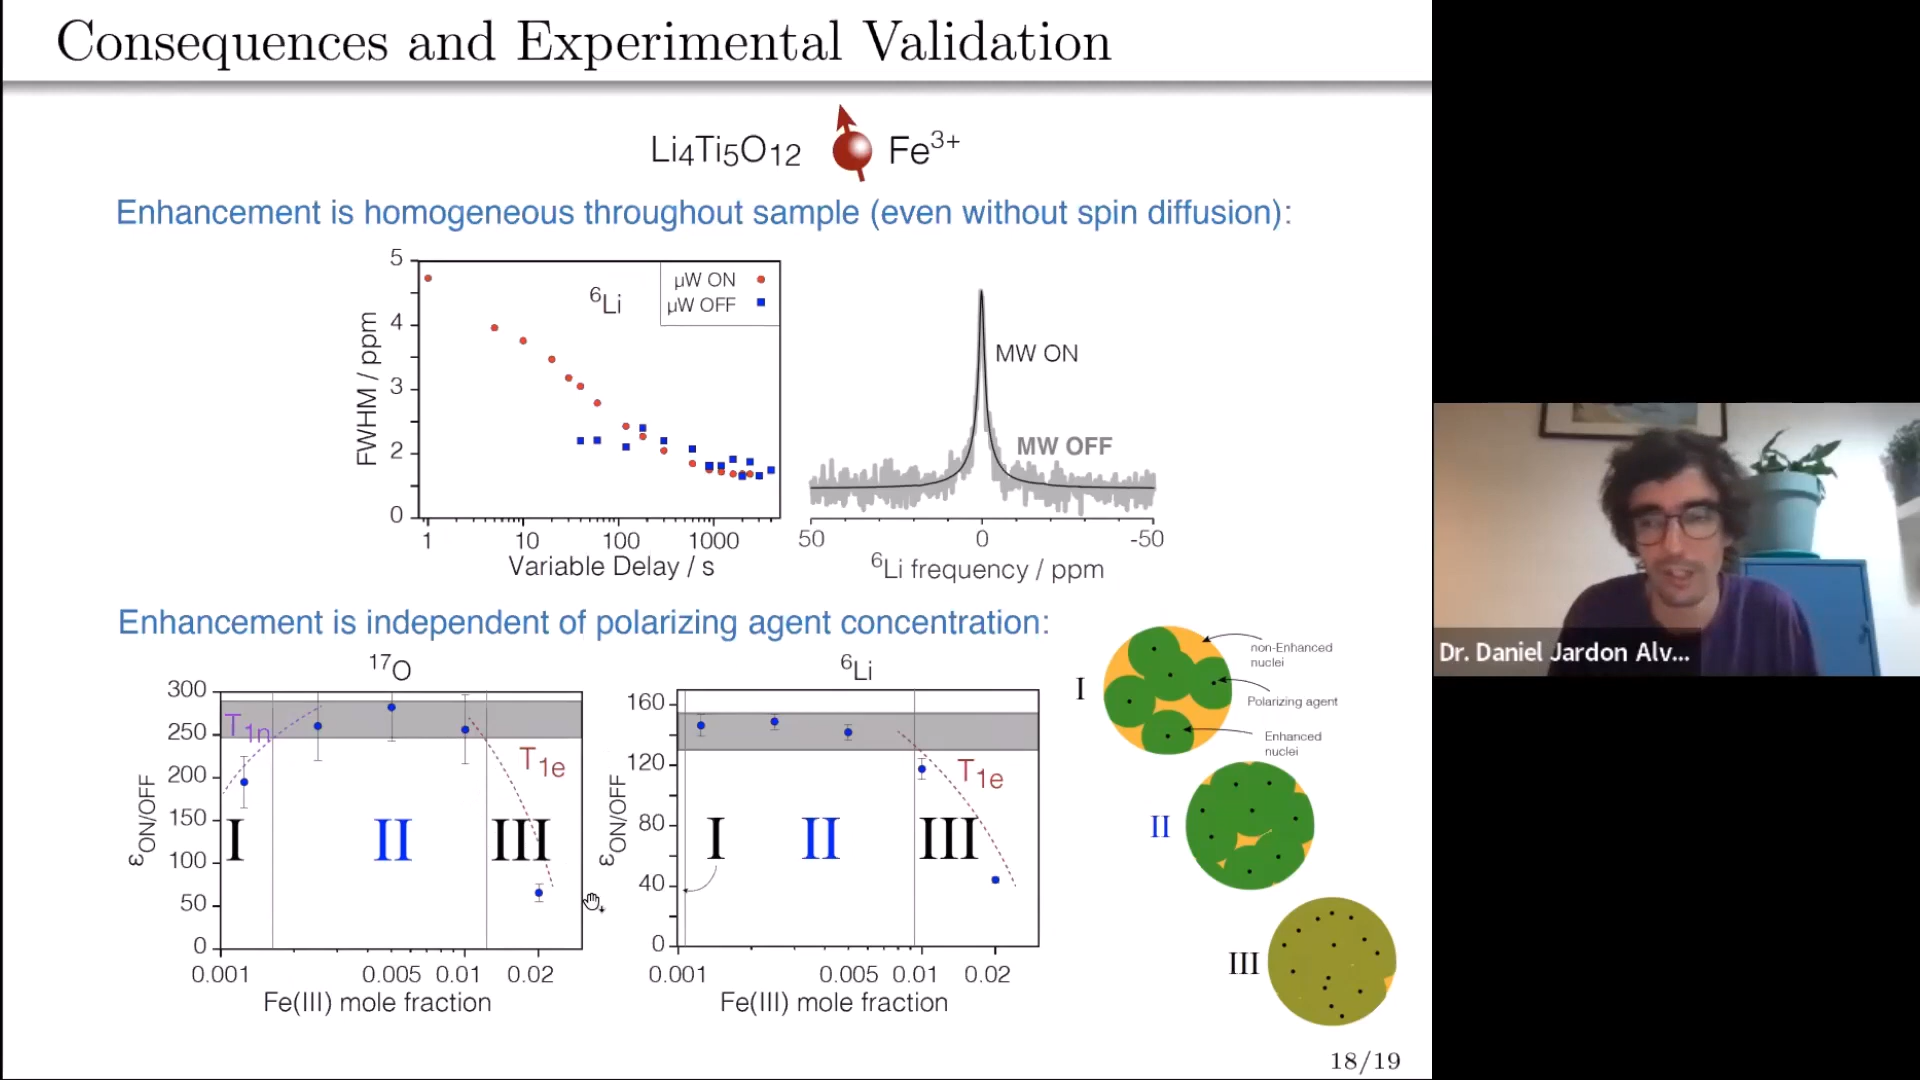 Consequences and Experimental Validation
Li4Ti5O12 Fe3+
Enhancement is homogeneous throughout sample (even without spin diffusion):
5
4
3
2
0
FWHM / ppm
6Li
µW ON
µW OFF
1 10 100 1000
Variable Delay / s
MW ON
MW OFF
50 0 -50
6Li frequency / ppm
Enhancement is independent of polarizing agent concentration:
17O
300
250
200
150
100
50
0
εON/OFF
T1n
T1e
I II III
0.001 0.005 0.01 0.02
Fe(III) mole fraction
6Li
160
120
80
40
0
εON/OFF
T1e
I II III
0.001 0.005 0.01 0.02
Fe(III) mole fraction
I
non-Enhanced
nuclei
Polarizing agent
Enhanced
nuclei
II
III
18/19
Dr. Daniel Jardon Alv...